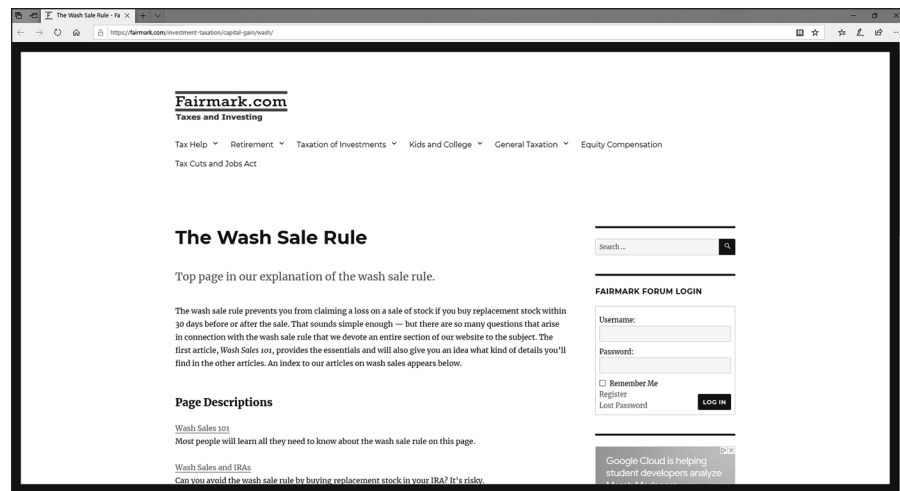 The Wash Sale Rule - Fa
https://fairmark.com/investment-taxation/capital-gain/wash/
Fairmark.com
Taxes and Investing
Tax Help Retirement Taxation of Investments Kids and College General Taxation Equity Compensation
Tax Cuts and Jobs Act
The Wash Sale Rule
Top page in our explanation of the wash sale rule.
The wash sale rule prevents you from claiming a loss on a sale of stock if you buy replacement stock within
30 days before or after the sale. That sounds simple enough — but there are so many questions that arise
in connection with the wash sale rule that we devote an entire section of our website to the subject. The
first article, Wash Sales 101, provides the essentials and will also give you an idea what kind of details you'll
find in the other articles. An index to our articles on wash sales appears below.
Page Descriptions
Wash Sales 101
Most people will learn all they need to know about the wash sale rule on this page.
Wash Sales and IRAs
Can you avoid the wash sale rule by buying replacement stock in your IRA? It's risky.
Search ...
FAIRMARK FORUM LOGIN
Username:
Password:
Remember Me
Register
Lost Password
LOG IN
Google Cloud is helping
student developers analyze